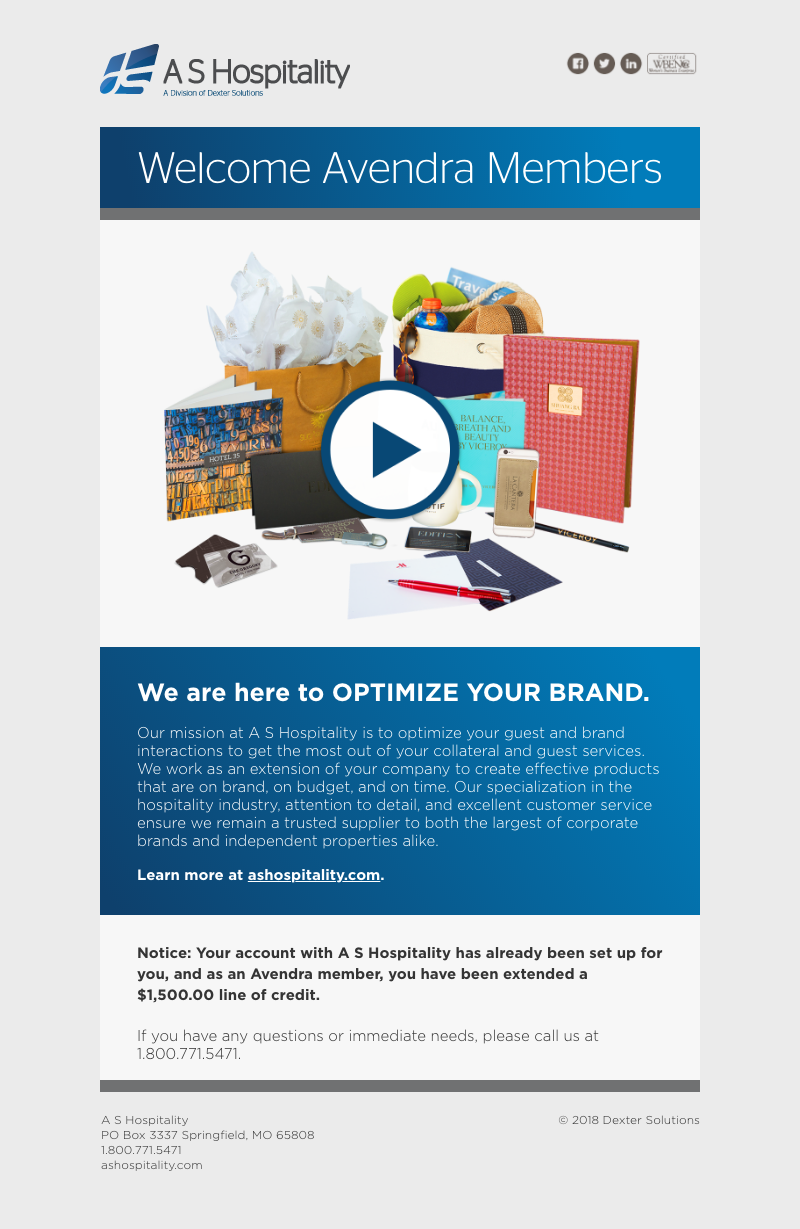 A S Hospitality
A Division of Dexter Solutions
Certified
WBENC
Women's Business Enterprise
Welcome Avendra Members
Travel
BALANCE,
BREATH AND
BEAUTY
BY VICEROY
HOTEL 35
EDITION
VICEROY
G
We are here to OPTIMIZE YOUR BRAND.
Our mission at A S Hospitality is to optimize your guest and brand
interactions to get the most out of your collateral and guest services.
We work as an extension of your company to create effective products
that are on brand, on budget, and on time. Our specialization in the
hospitality industry, attention to detail, and excellent customer service
ensure we remain a trusted supplier to both the largest of corporate
brands and independent properties alike.
Learn more at ashospitality.com.
Notice: Your account with A S Hospitality has already been set up for
you, and as an Avendra member, you have been extended a
$1,500.00 line of credit.
If you have any questions or immediate needs, please call us at
1.800.771.5471.
A S Hospitality
PO Box 3337 Springfield, MO 65808
1.800.771.5471
ashospitality.com
© 2018 Dexter Solutions